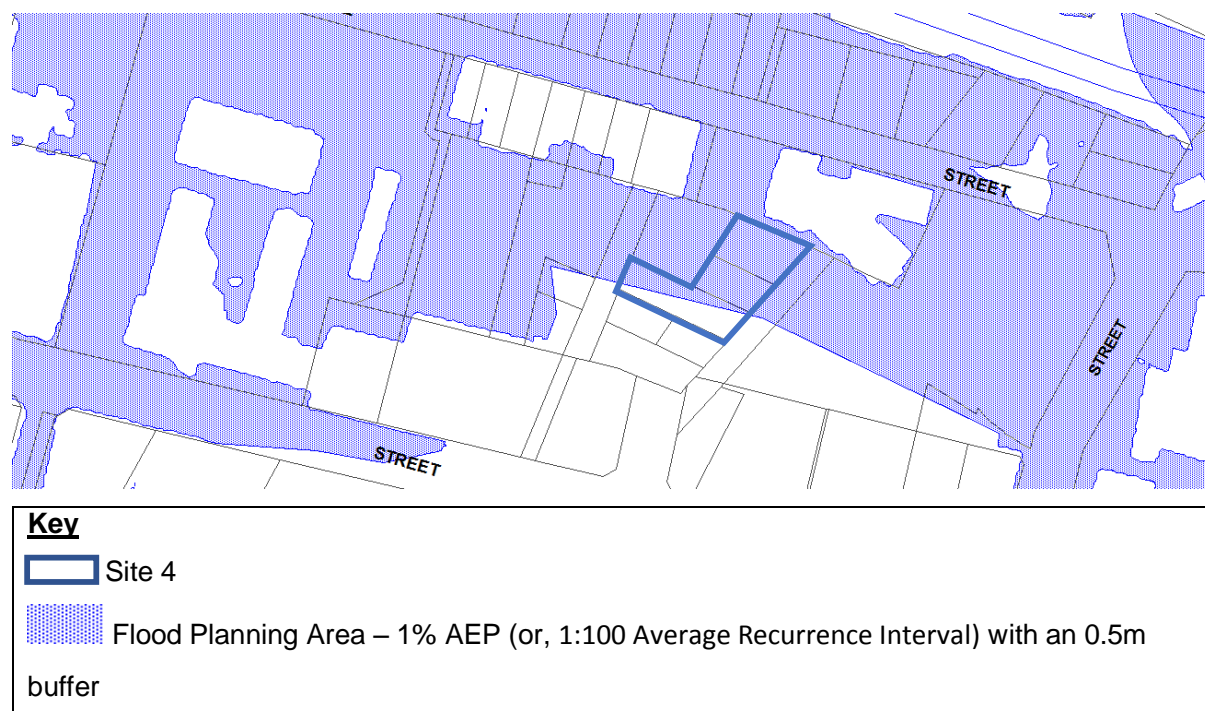 STREET
STREET
STREET
Key
Site 4
Flood Planning Area – 1% AEP (or, 1:100 Average Recurrence Interval) with an 0.5m
buffer